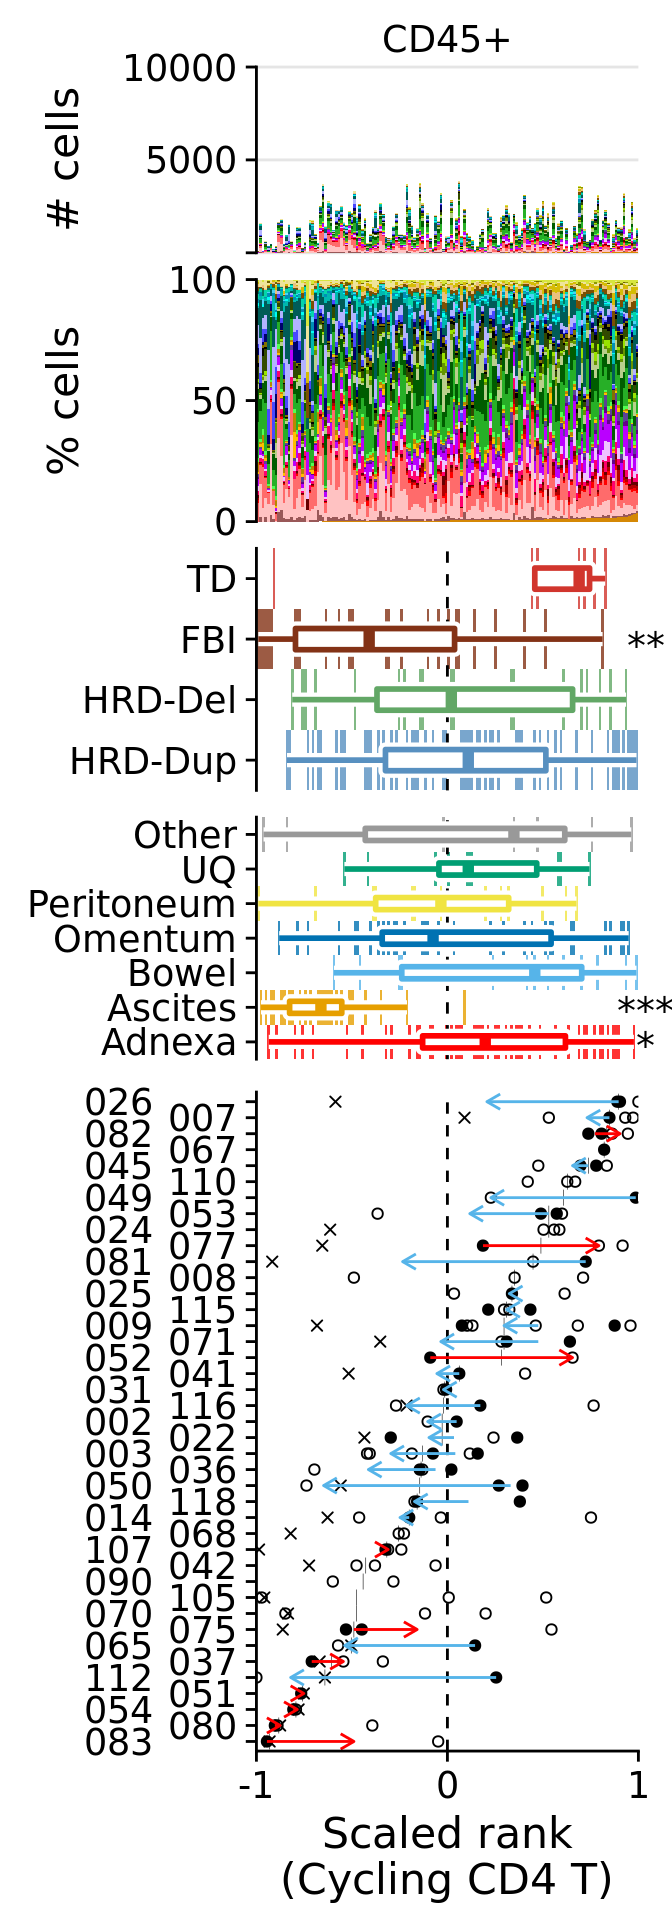 CD45+
10000
5000
# cells
100
50
0
% cells
TD
FBI
**
HRD-Del
HRD-Dup
Other
UQ
Peritoneum
Omentum
Bowel
Ascites
***
Adnexa
*
026
007
082
067
045
110
049
053
024
077
081
008
025
115
009
071
052
041
031
116
002
022
003
036
050
118
014
068
107
042
090
105
070
075
065
037
112
051
054
080
083
-1 0 1
Scaled rank
(Cycling CD4 T)